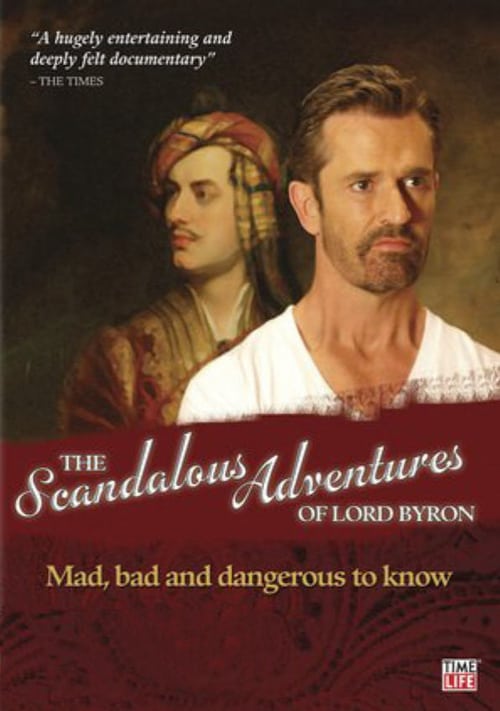 “A hugely entertaining and
deeply felt documentary”
– THE TIMES
THE
Scandalous Adventures
OF LORD BYRON
Mad, bad and dangerous to know
TIME
LIFE